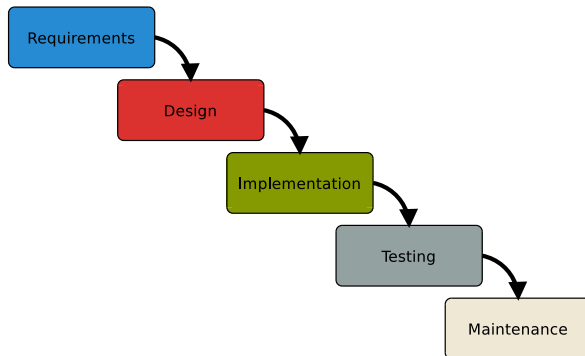 Requirements
Design
Implementation
Testing
Maintenance